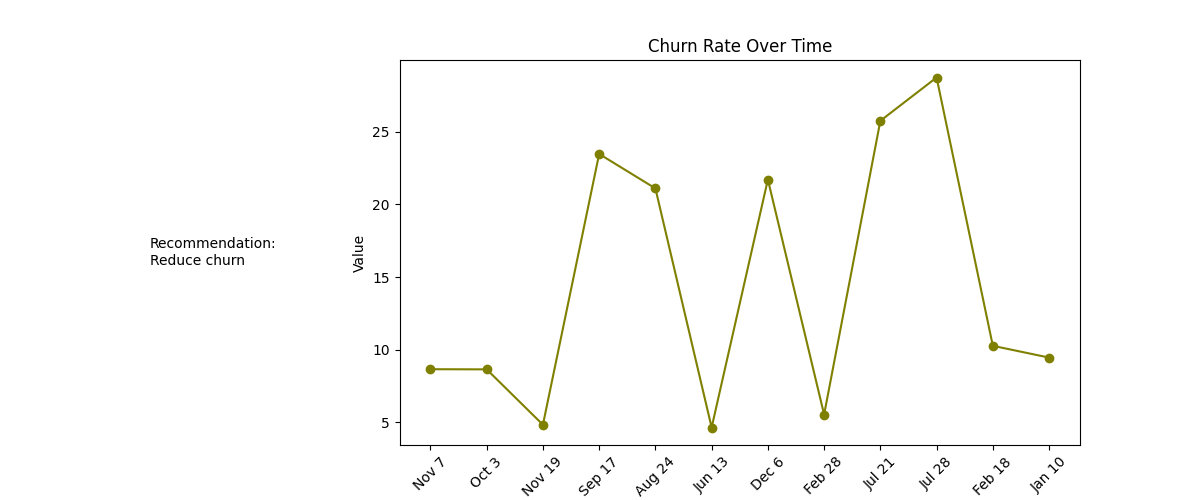 Churn Rate Over Time
Recommendation:
Reduce churn
Value
25
20
15
10
5
Nov 7
Oct 3
Nov 19
Sep 17
Aug 24
Jun 13
Dec 6
Feb 28
Jul 21
Jul 28
Feb 18
Jan 10